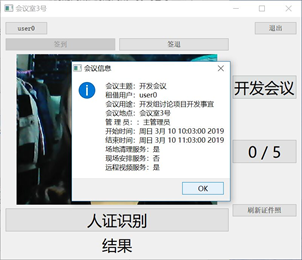 会议室3号
user0
退出
签到
签退
会议信息
会议主题：开发会议
租借用户：user0
会议用途：开发组讨论项目开发事宜
会议地点：会议室3号
管 理 员：：主管理员
开始时间：周日 3月 10 10:03:00 2019
结束时间：周日 3月 10 11:03:00 2019
场地清理服务：是
现场安排服务：否
远程视频服务：是
OK
开发会议
0 / 5
刷新证件照
人证识别
结果